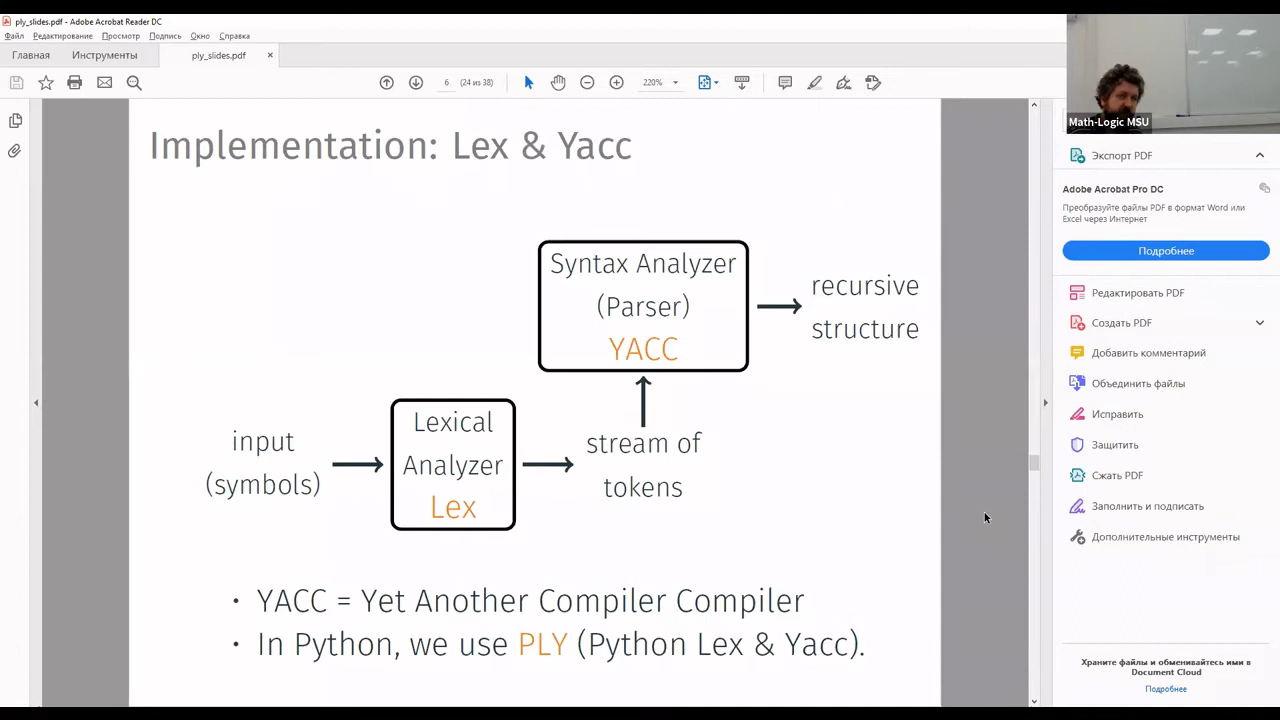 ply_slides.pdf - Adobe Acrobat Reader DC
Файл Редактирование Просмотр Подпись Окно Справка
Главная Инструменты ply_slides.pdf ×
6 (24 из 38) 220%
Math-Logic MSU
Implementation: Lex & Yacc
Syntax Analyzer
(Parser)
YACC
recursive
structure
Lexical
Analyzer
Lex
input
(symbols)
stream of
tokens
• YACC = Yet Another Compiler Compiler
• In Python, we use PLY (Python Lex & Yacc).
Экспорт PDF
Adobe Acrobat Pro DC
Преобразуйте файлы PDF в формат Word или
Excel через Интернет
Подробнее
Редактировать PDF
Создать PDF
Добавить комментарий
Объединить файлы
Исправить
Защитить
Сжать PDF
Заполнить и подписать
Дополнительные инструменты
Храните файлы и обменивайтесь ими в
Document Cloud
Подробнее